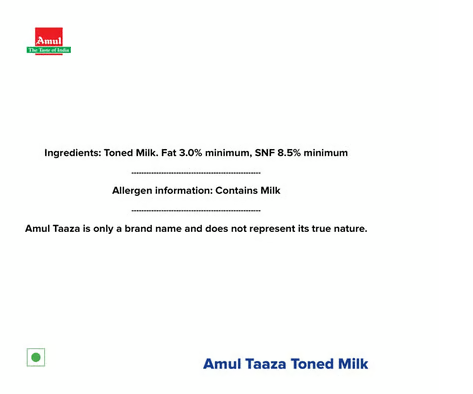 Amul
The Taste of India
Ingredients: Toned Milk. Fat 3.0% minimum, SNF 8.5% minimum
----------------------------------------------------
Allergen information: Contains Milk
----------------------------------------------------
Amul Taaza is only a brand name and does not represent its true nature.
Amul Taaza Toned Milk